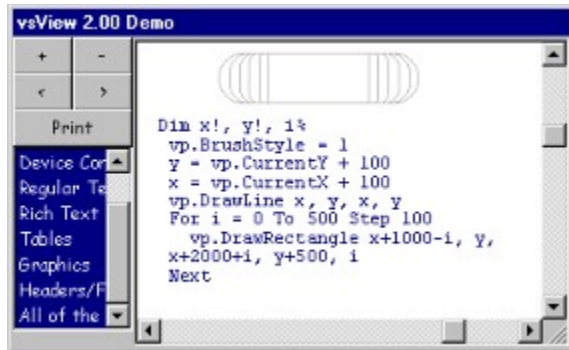 vsView 2.00 Demo
+ -
< >
Print
Device Con
Regular Te
Rich Text
Tables
Graphics
Headers/F
All of the
Dim x!, y!, i%
vp.BrushStyle = 1
y = vp.CurrentY + 100
x = vp.CurrentX + 100
vp.DrawLine x, y, x, y
For i = 0 To 500 Step 100
vp.DrawRectangle x+1000-i, y,
x+2000+i, y+500, i
Next